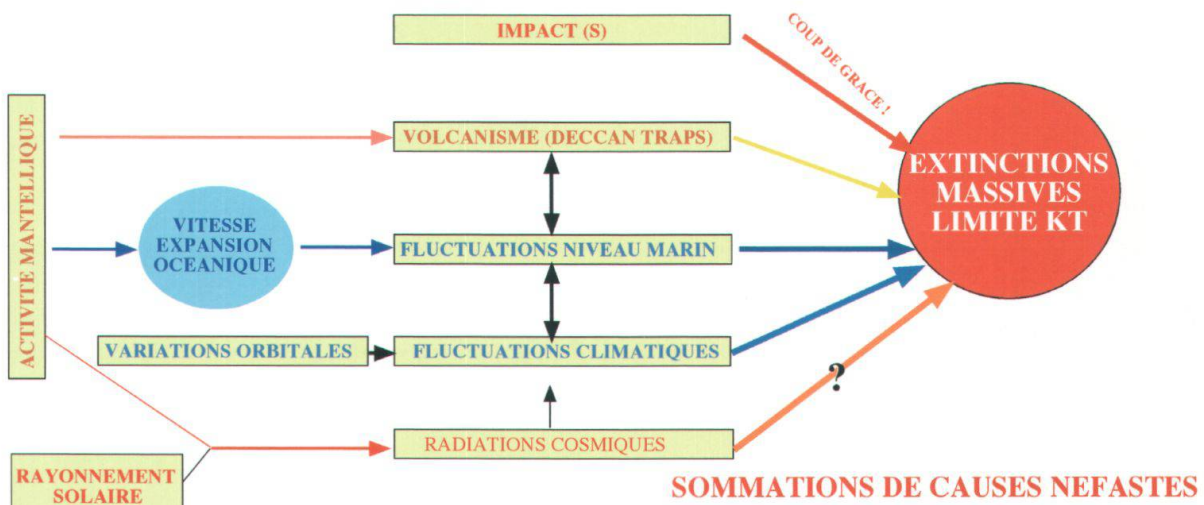 IMPACT (S)
COUP DE GRACE !
ACTIVITE MANTELLIQUE
VOLCANISME (DECCAN TRAPS)
EXTINCTIONS
MASSIVES
LIMITE KT
VITESSE
EXPANSION
OCEANIQUE
FLUCTUATIONS NIVEAU MARIN
VARIATIONS ORBITALES
FLUCTUATIONS CLIMATIQUES
?
RADIATIONS COSMIQUES
RAYONNEMENT
SOLAIRE
SOMMATIONS DE CAUSES NEFASTES